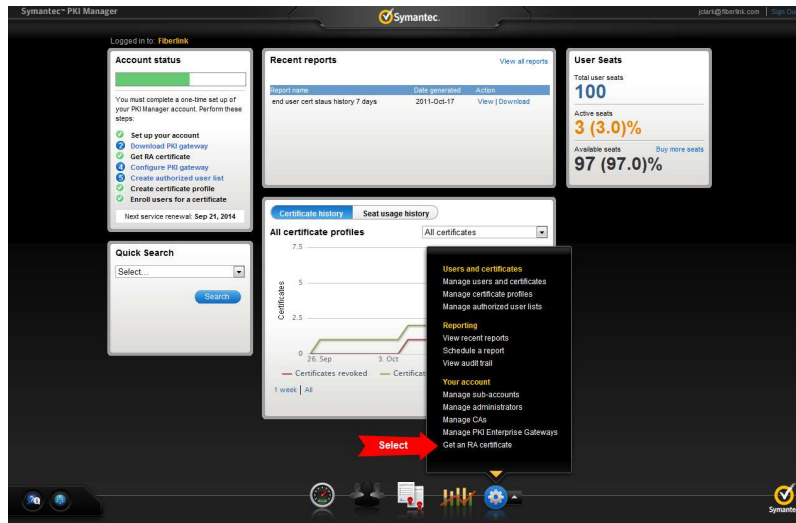 Symantec™ PKI Manager
Symantec.
jclark@fiberlink.com | Sign Ou
Logged in to: Fiberlink
Account status
You must complete a one-time set up of
your PKI Manager account. Perform these
steps:
Set up your account
2 Download PKI gateway
Get RA certificate
4 Configure PKI gateway
5 Create authorized user list
Create certificate profile
Enroll users for a certificate
Next service renewal: Sep 21, 2014
Quick Search
Select...
Search
Recent reports
View all reports
Report name Date generated Action
end user cert staus history 7 days 2011-Oct-17 View | Download
User Seats
Total user seats
100
Active seats
3 (3.0)%
Available seats Buy more seats
97 (97.0)%
Certificate history Seat usage history
All certificate profiles All certificates
7.5
5
2.5
0
Certificates
26. Sep 3. Oct
Certificates revoked Certificat
1 week | All
Users and certificates
Manage users and certificates
Manage certificate profiles
Manage authorized user lists
Reporting
View recent reports
Schedule a report
View audit trail
Your account
Manage sub-accounts
Manage administrators
Manage CAs
Manage PKI Enterprise Gateways
Get an RA certificate
Select
Symante